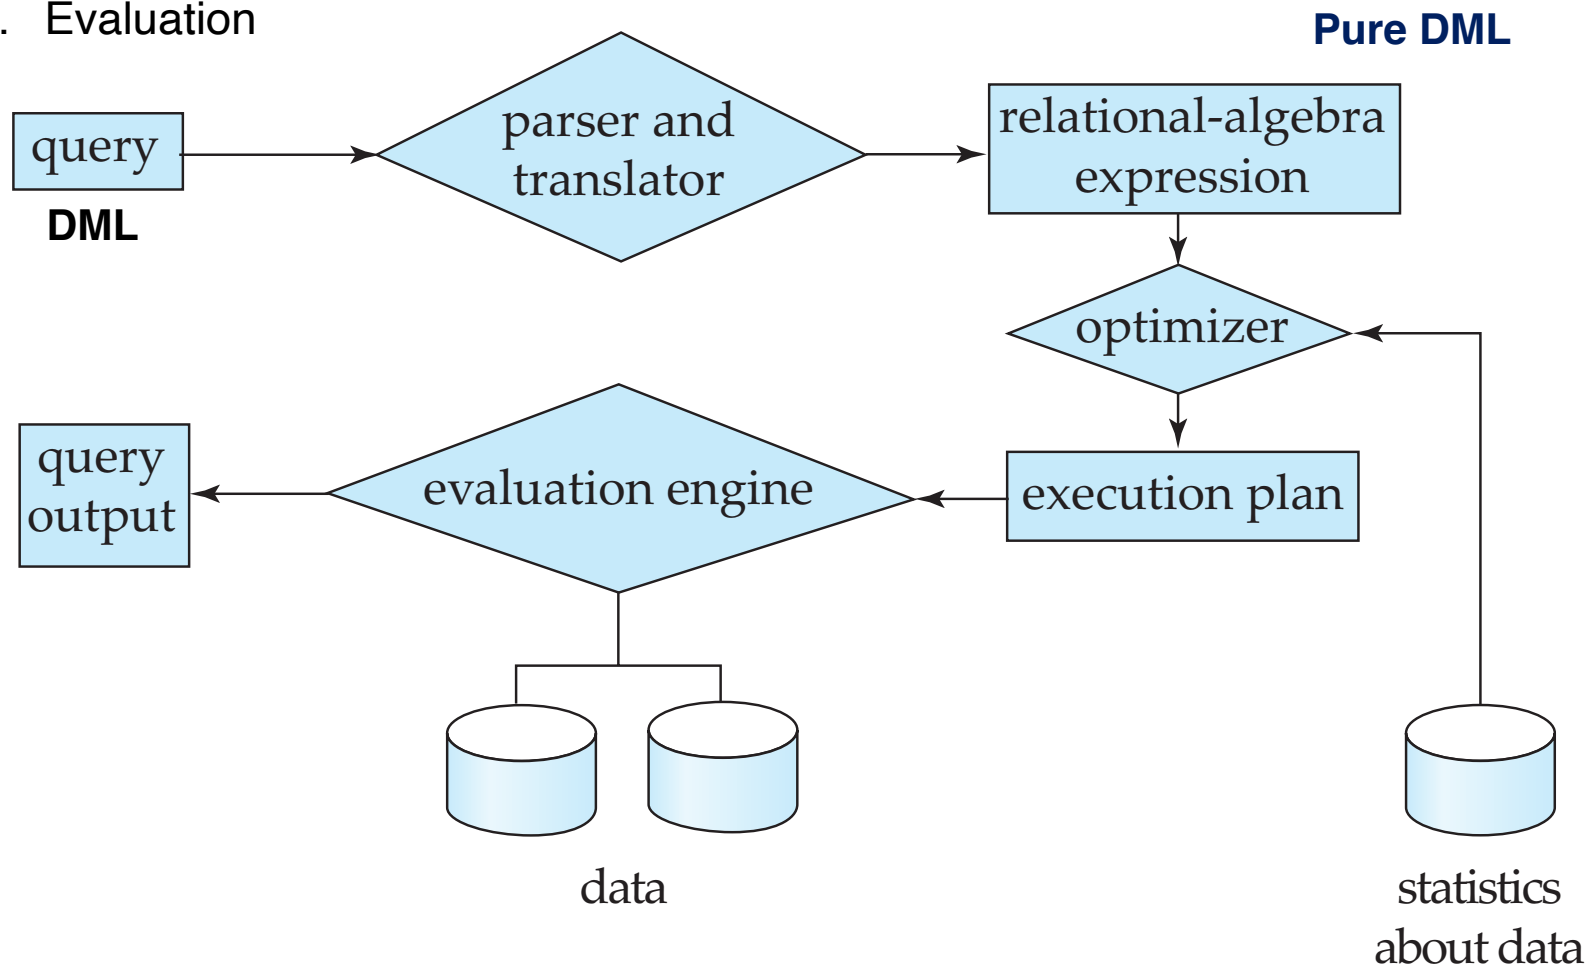 . Evaluation
Pure DML
query
DML
parser and
translator
relational-algebra
expression
optimizer
query
output
evaluation engine
execution plan
data
statistics
about data